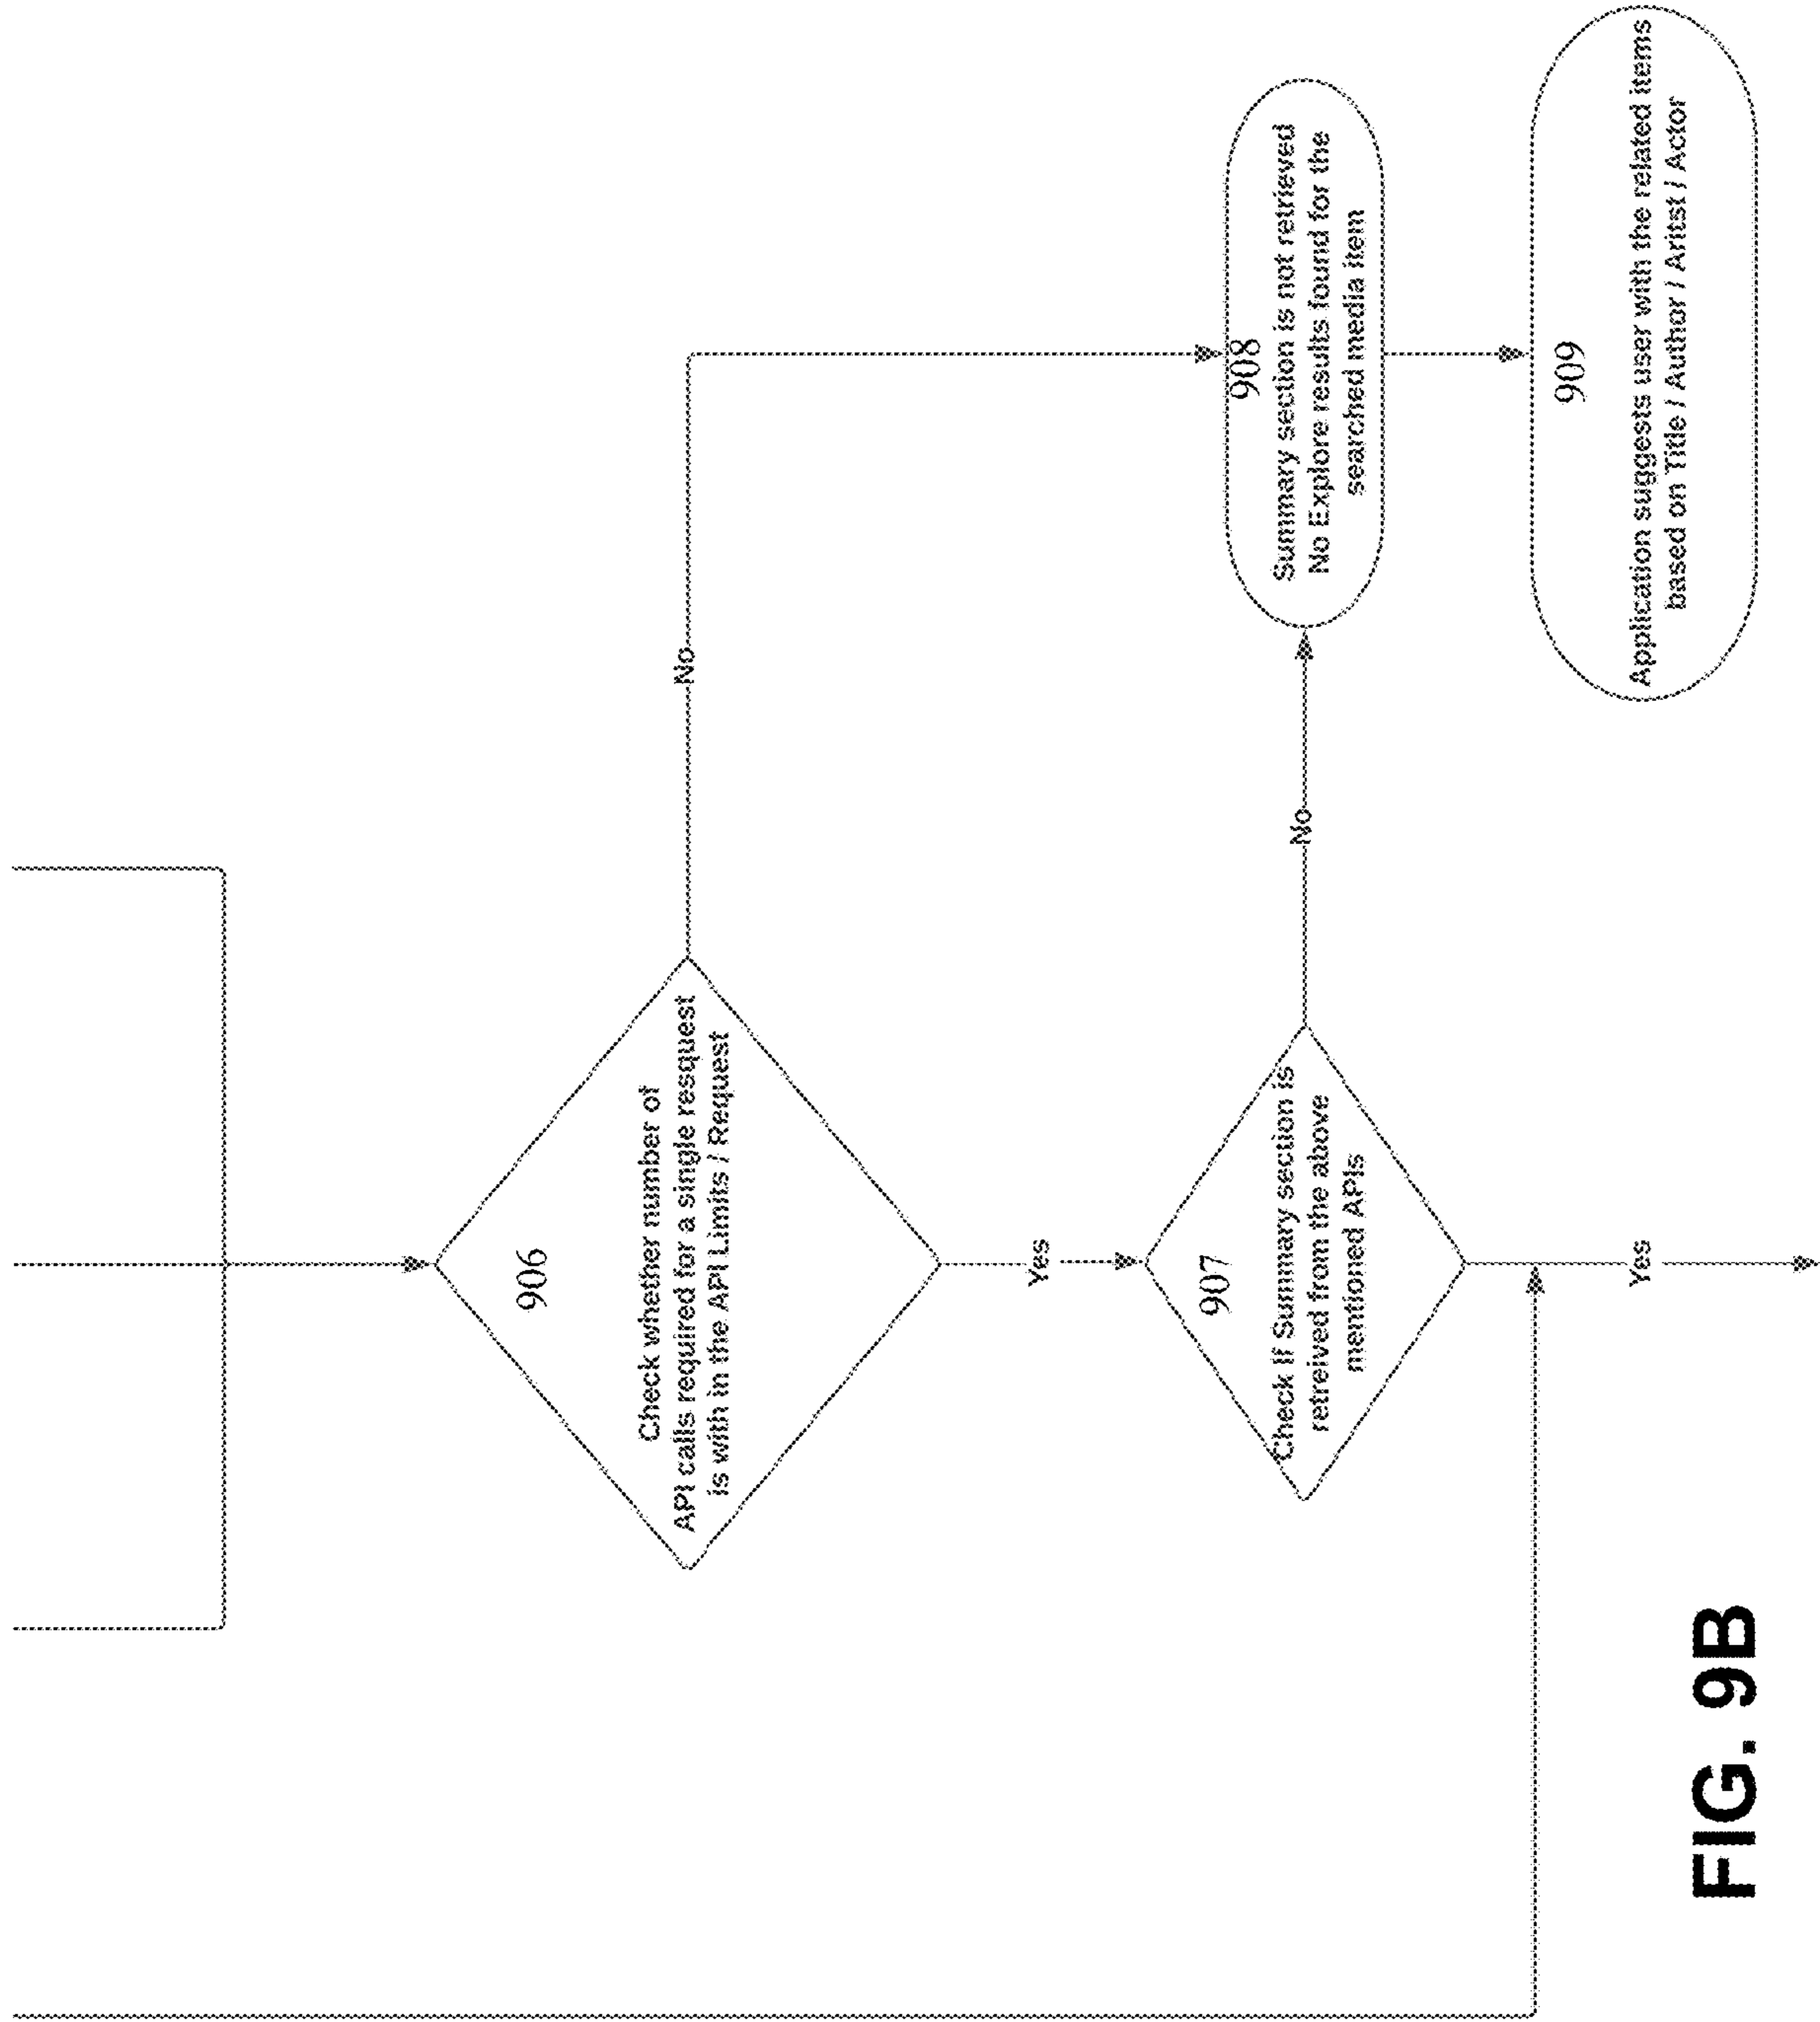 906
Check whether number of
API calls required for a single resquest
is with in the API Limits / Request
No
Yes
907
Check If Summary section is
retreived from the above
mentioned APIs
No
908
Summary section is not retrieved
No Explore results found for the
searched media item
909
Application suggests user with the related items
based on Title / Author / Aritst / Actor
Yes
FIG. 9B